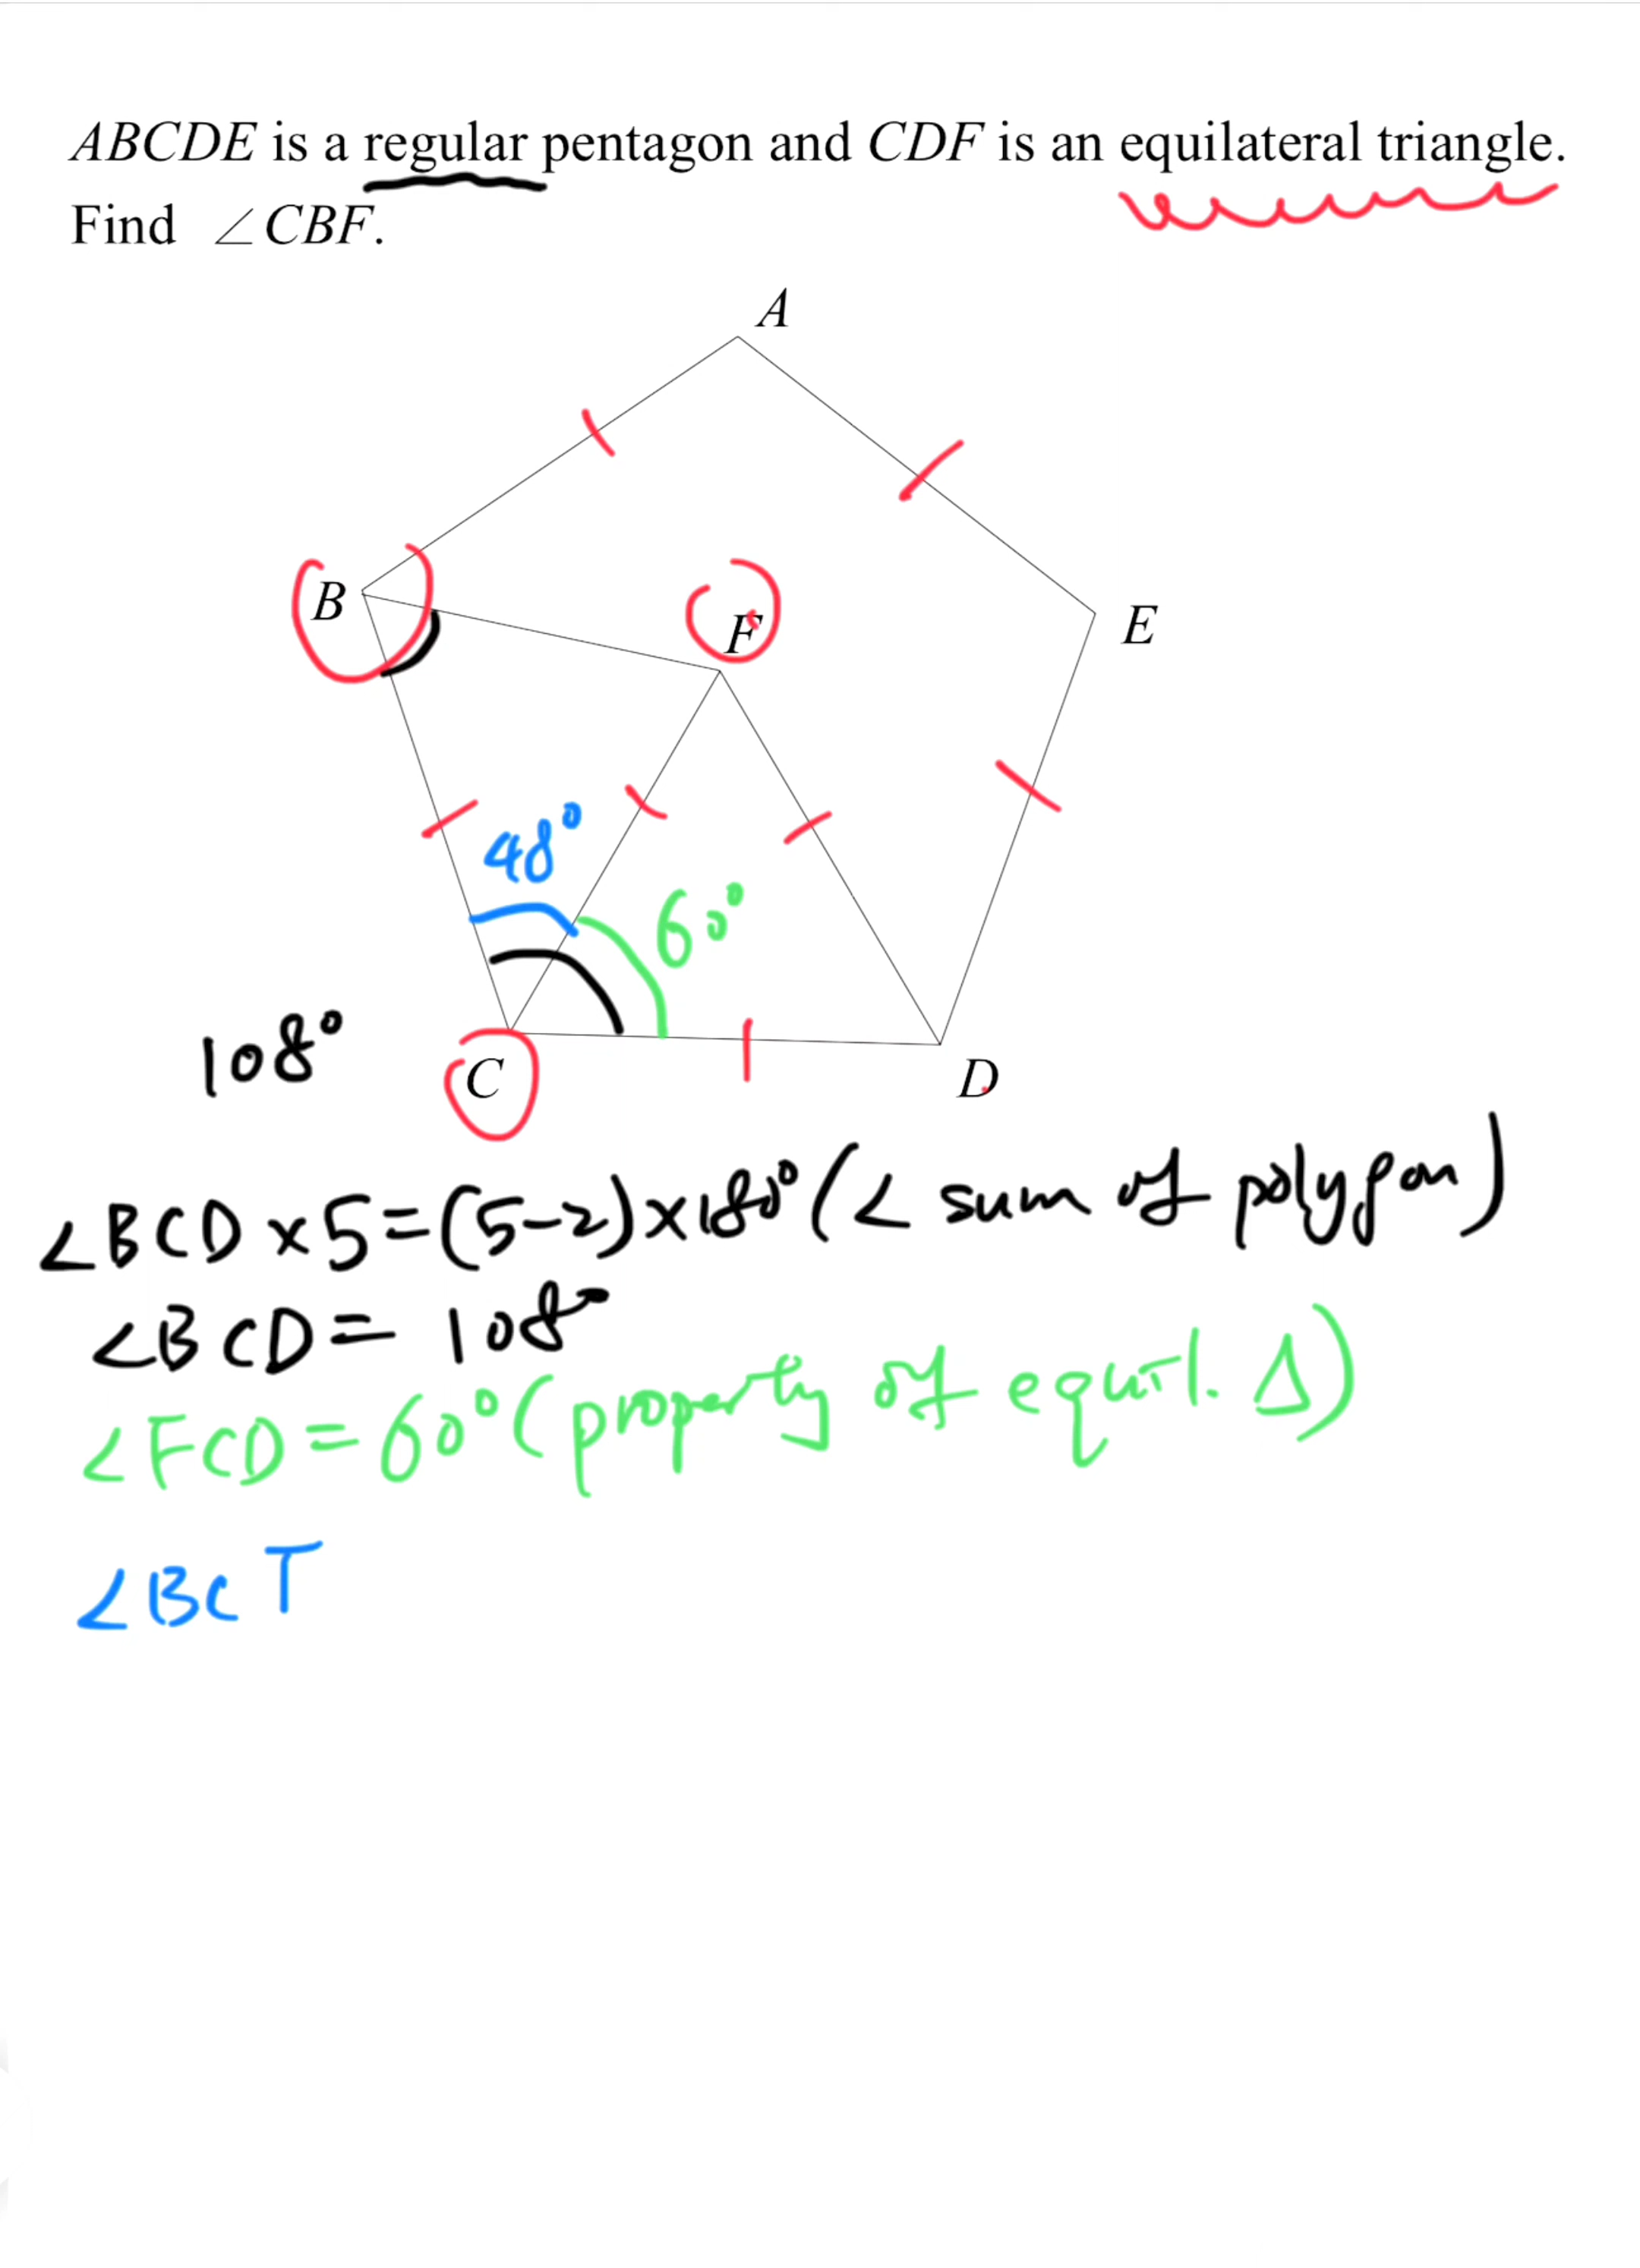 ABCDE is a regular pentagon and CDF is an equilateral triangle.
Find ∠CBF.
A
B
F
E
48°
60°
108°
C
D
∠BCD×5=(5-2)×180° (∠ sum of polygon)
∠BCD= 108°
∠FCD=60° (property of equil. Δ)
∠BCT